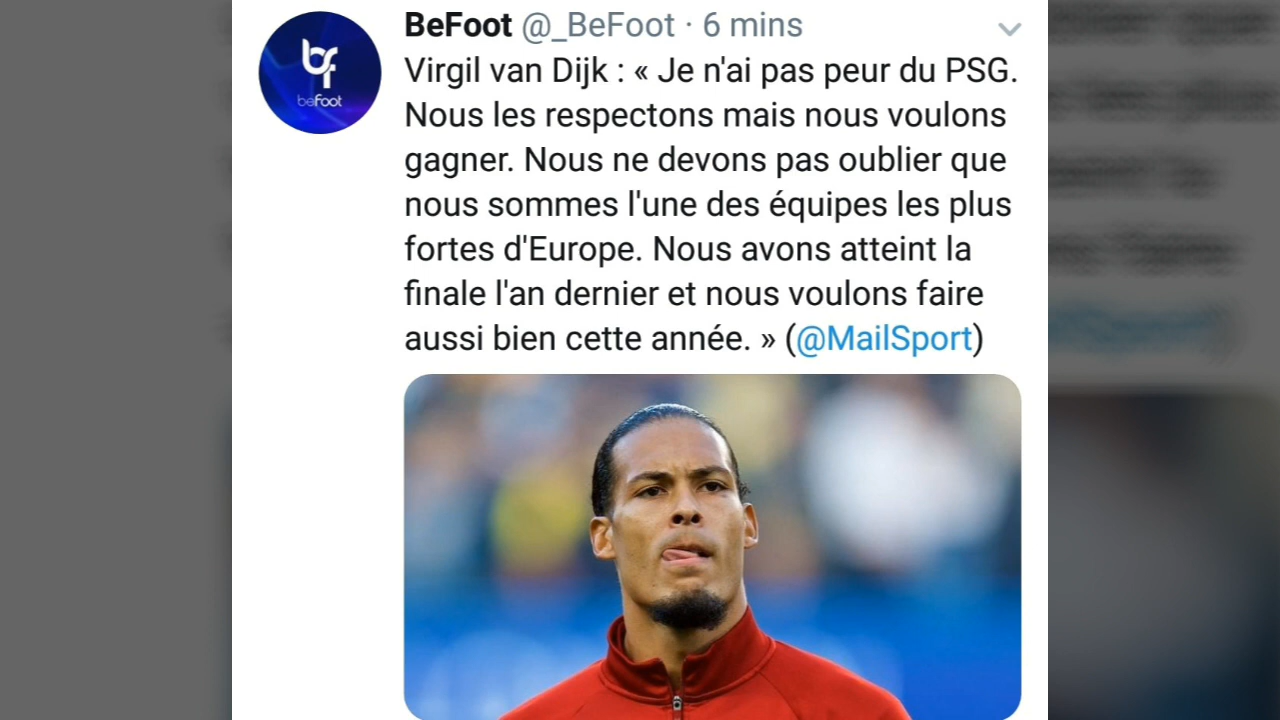 BeFoot @_BeFoot · 6 mins
bf
beFoot
Virgil van Dijk : « Je n'ai pas peur du PSG.
Nous les respectons mais nous voulons
gagner. Nous ne devons pas oublier que
nous sommes l'une des équipes les plus
fortes d'Europe. Nous avons atteint la
finale l'an dernier et nous voulons faire
aussi bien cette année. » (@MailSport)